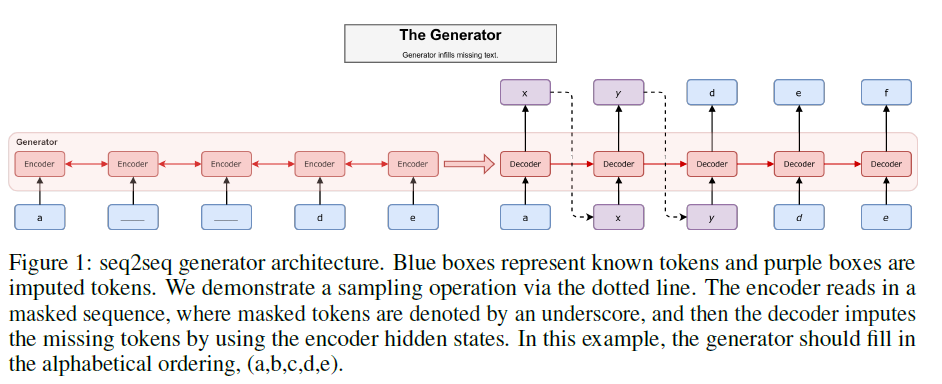 The Generator
Generator infills missing text.
x y d e f
Generator
Encoder Encoder Encoder Encoder Encoder Decoder Decoder Decoder Decoder Decoder
a ___ ___ d e a x y d e
Figure 1: seq2seq generator architecture. Blue boxes represent known tokens and purple boxes are
imputed tokens. We demonstrate a sampling operation via the dotted line. The encoder reads in a
masked sequence, where masked tokens are denoted by an underscore, and then the decoder imputes
the missing tokens by using the encoder hidden states. In this example, the generator should fill in
the alphabetical ordering, (a,b,c,d,e).